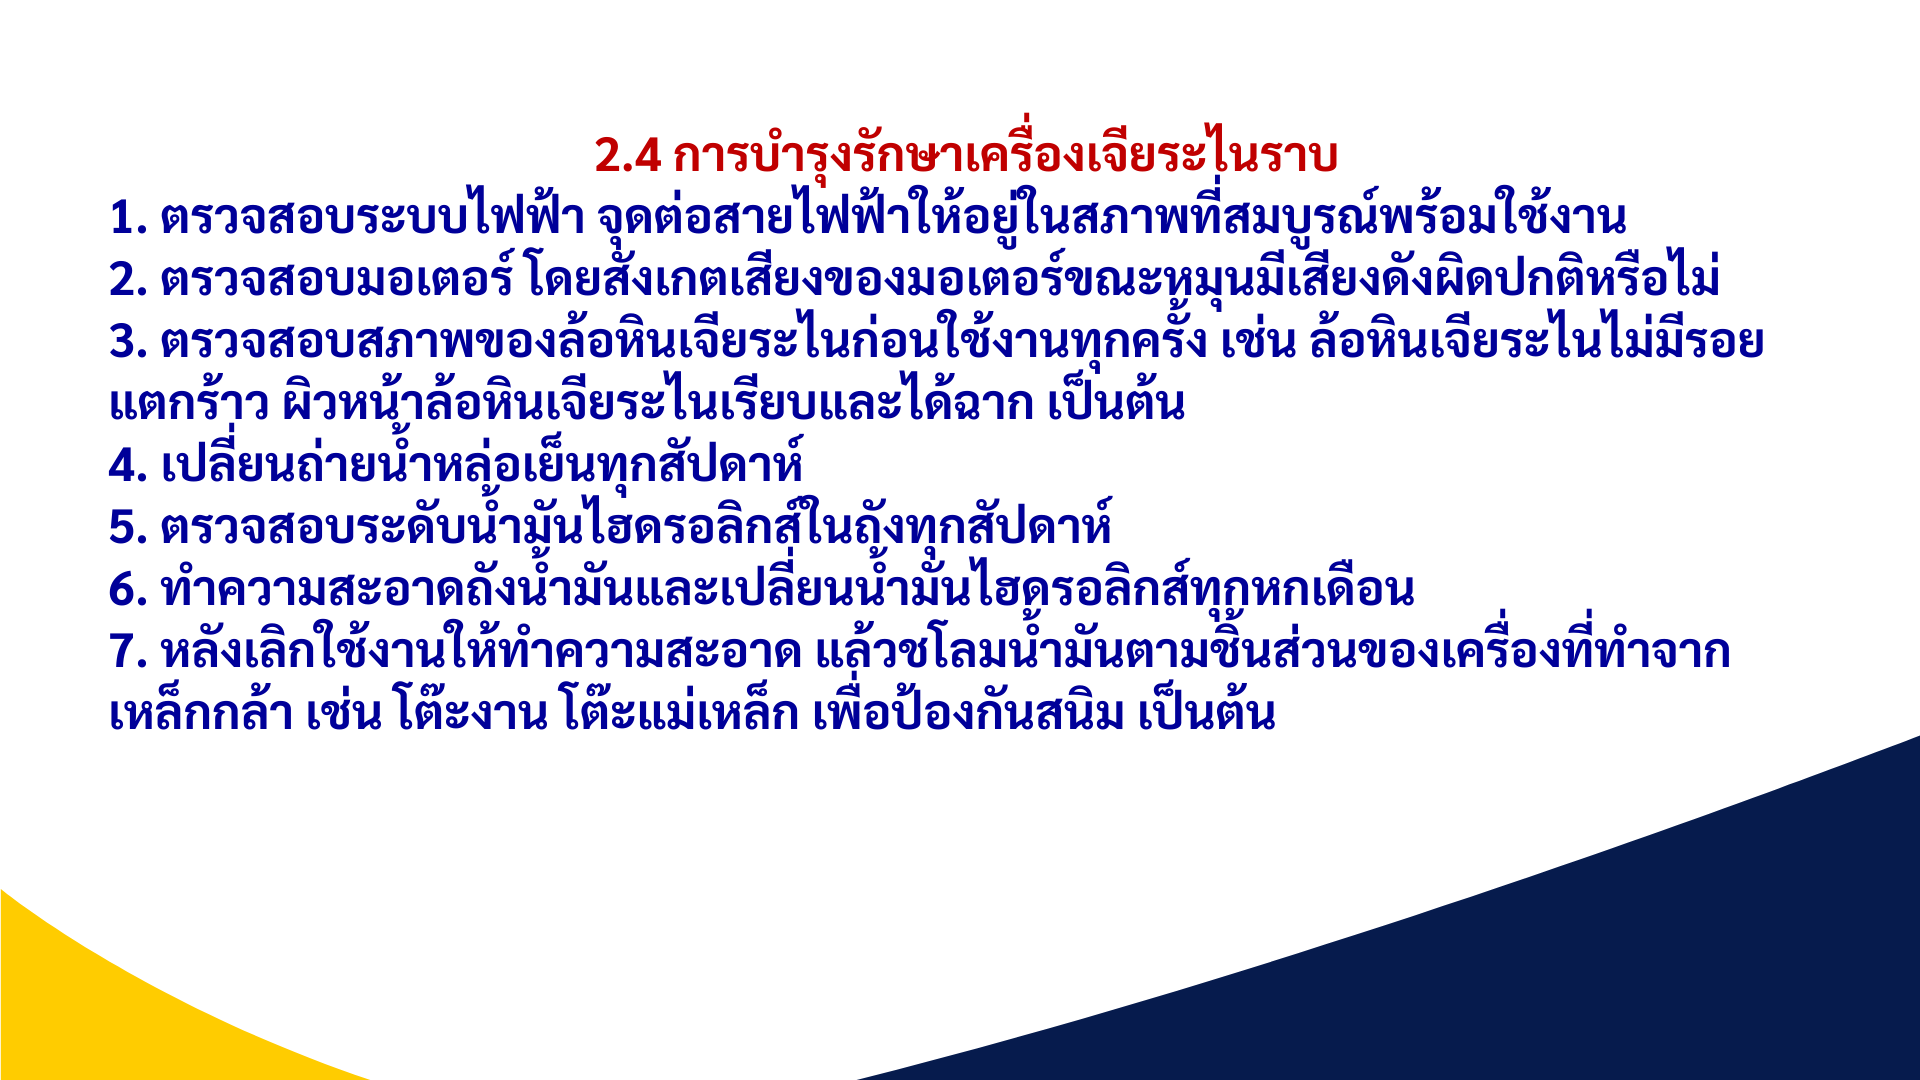 2.4 การบำรุงรักษาเครื่องเจียระไนราบ
1. ตรวจสอบระบบไฟฟ้า จุดต่อสายไฟฟ้าให้อยู่ในสภาพที่สมบูรณ์พร้อมใช้งาน
2. ตรวจสอบมอเตอร์ โดยสังเกตเสียงของมอเตอร์ขณะหมุนมีเสียงดังผิดปกติหรือไม่
3. ตรวจสอบสภาพของล้อหินเจียระไนก่อนใช้งานทุกครั้ง เช่น ล้อหินเจียระไนไม่มีรอย
แตกร้าว ผิวหน้าล้อหินเจียระไนเรียบและได้ฉาก เป็นต้น
4. เปลี่ยนถ่ายน้ำหล่อเย็นทุกสัปดาห์
5. ตรวจสอบระดับน้ำมันไฮดรอลิกส์ในถังทุกสัปดาห์
6. ทำความสะอาดถังน้ำมันและเปลี่ยนน้ำมันไฮดรอลิกส์ทุกหกเดือน
7. หลังเลิกใช้งานให้ทำความสะอาด แล้วชโลมน้ำมันตามชิ้นส่วนของเครื่องที่ทำจาก
เหล็กกล้า เช่น โต๊ะงาน โต๊ะแม่เหล็ก เพื่อป้องกันสนิม เป็นต้น